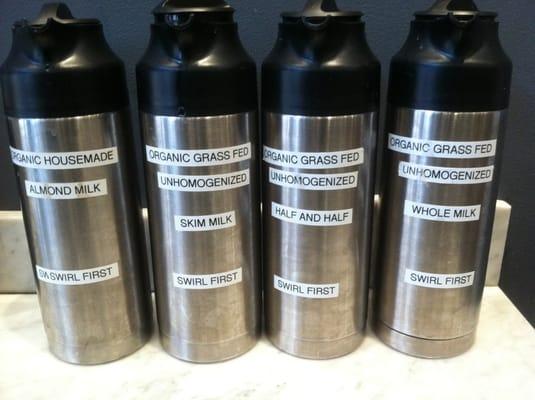 ORGANIC HOUSEMADE
ALMOND MILK
SWIRL FIRST
ORGANIC GRASS FED
UNHOMOGENIZED
SKIM MILK
SWIRL FIRST
ORGANIC GRASS FED
UNHOMOGENIZED
HALF AND HALF
SWIRL FIRST
ORGANIC GRASS FED
UNHOMOGENIZED
WHOLE MILK
SWIRL FIRST